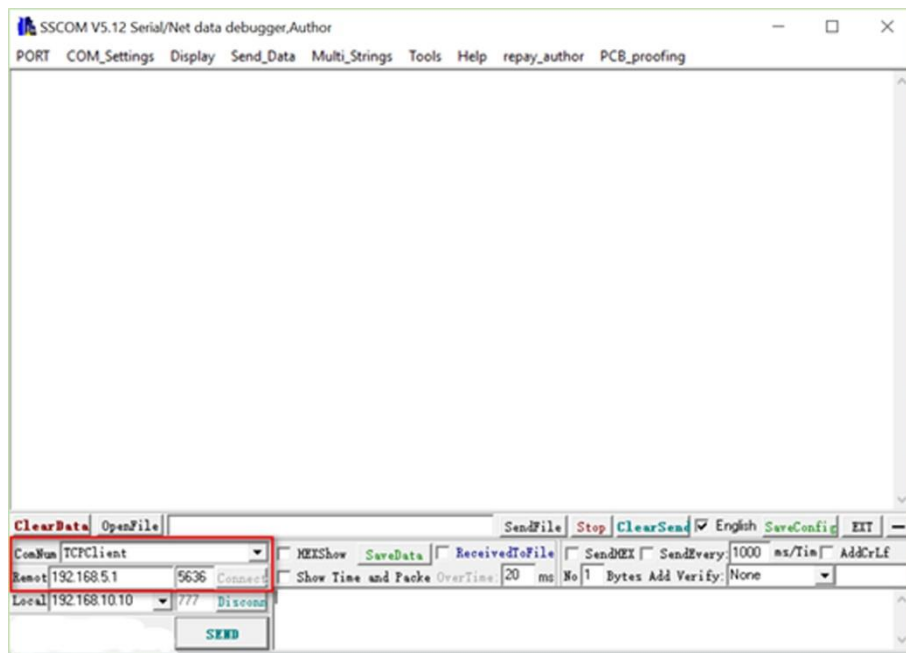 SSCOM V5.12 Serial/Net data debugger,Author
PORT COM_Settings Display Send_Data Multi_Strings Tools Help repay_author PCB_proofing
ClearData OpenFile SendFile Stop ClearSend English SaveConfig EXT
ComNum TCPClient HEXShow SaveData ReceivedToFile SendHEX SendEvery: 1000 ms/Tim AddCrLf
Remot 192.168.5.1 5636 Connect Show Time and Packe OverTime: 20 ms No 1 Bytes Add Verify: None
Local 192.168.10.10 777 Disconn
SEND